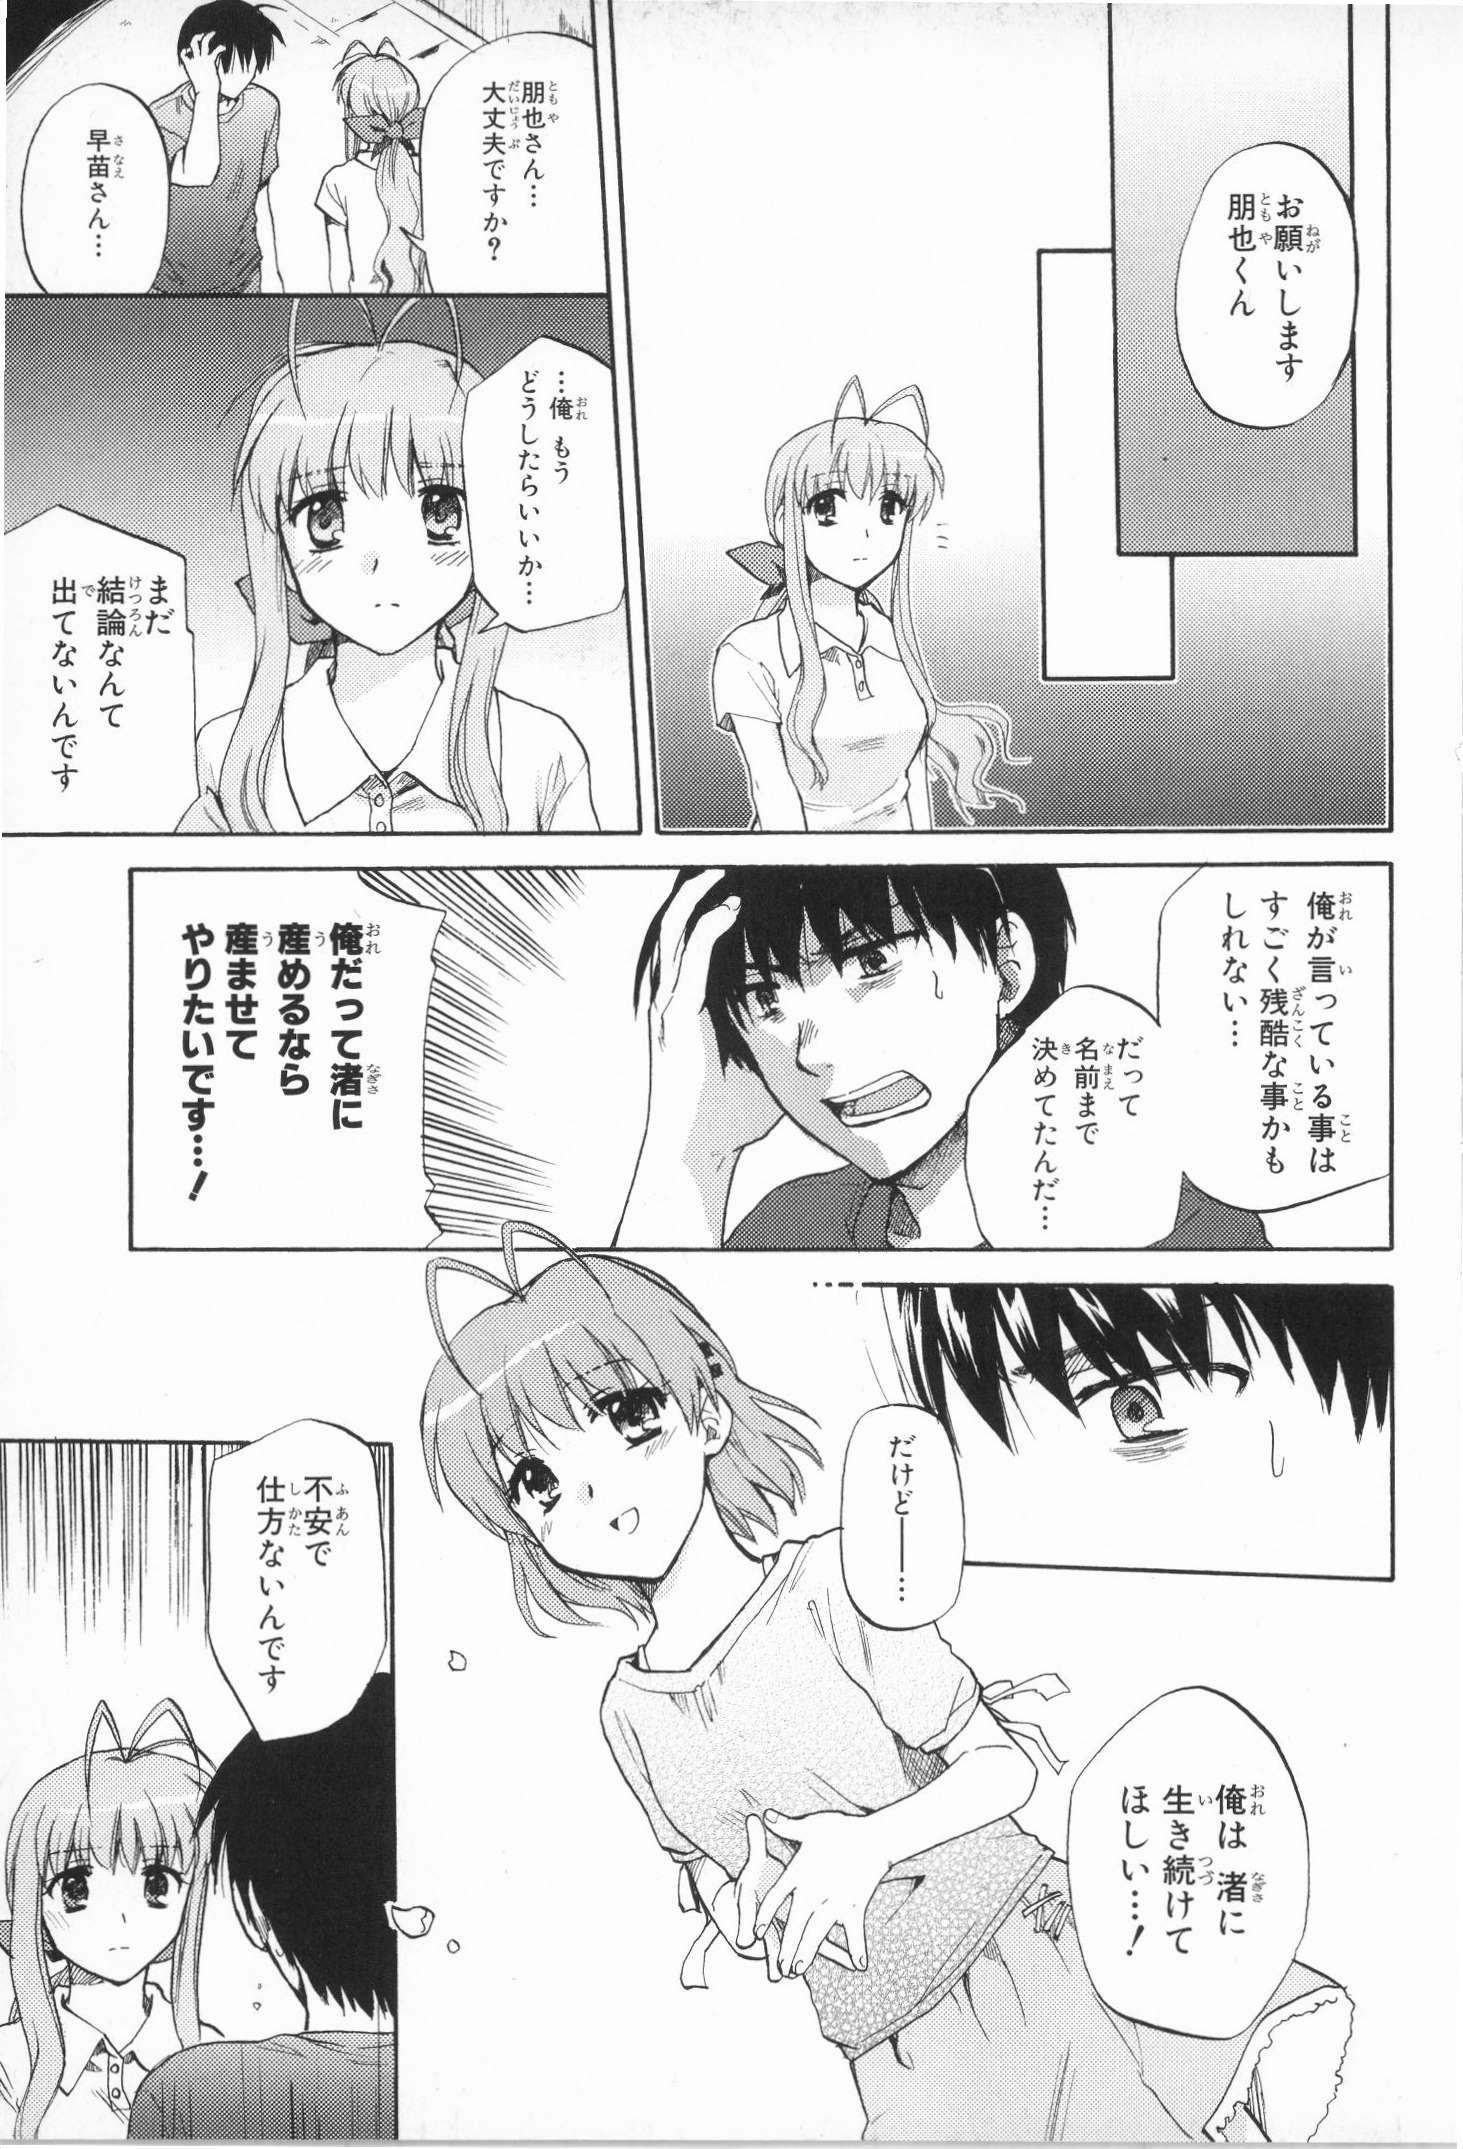 お願いします
朋也くん
朋也さん…
大丈夫ですか?
早苗さん…
…俺 もう
どうしたらいいか…
まだ
結論なんて
出てないんです
俺が言っている事は
すごく残酷な事かも
しれない…
だって
名前まで
決めてたんだ…
俺だって渚に
産めるなら
産ませて
やりたいです…!
だけど――…
俺は 渚に
生き続けて
ほしい…!
不安で
仕方ないんです